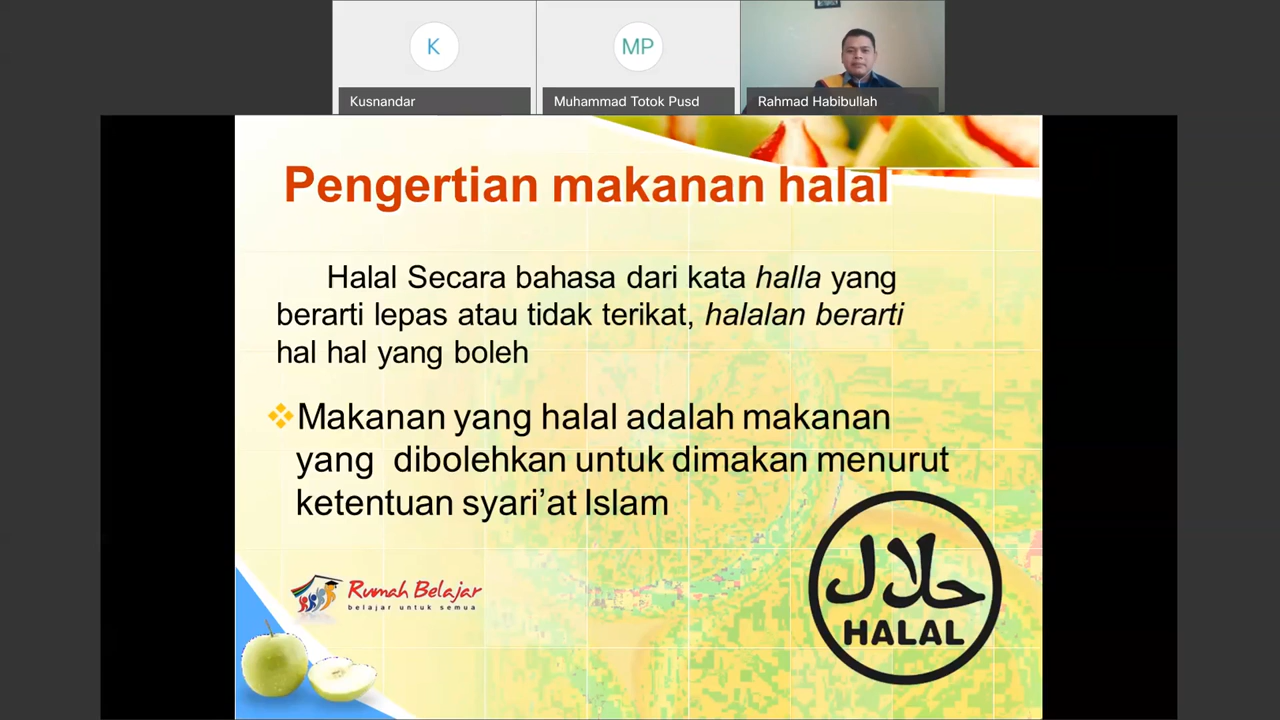 K
MP
Kusnandar
Muhammad Totok Pusd
Rahmad Habibullah
Pengertian makanan halal
Halal Secara bahasa dari kata halla yang
berarti lepas atau tidak terikat, halalan berarti
hal hal yang boleh
Makanan yang halal adalah makanan
yang dibolehkan untuk dimakan menurut
ketentuan syari’at Islam
Rumah Belajar
belajar untuk semua
حلال
HALAL